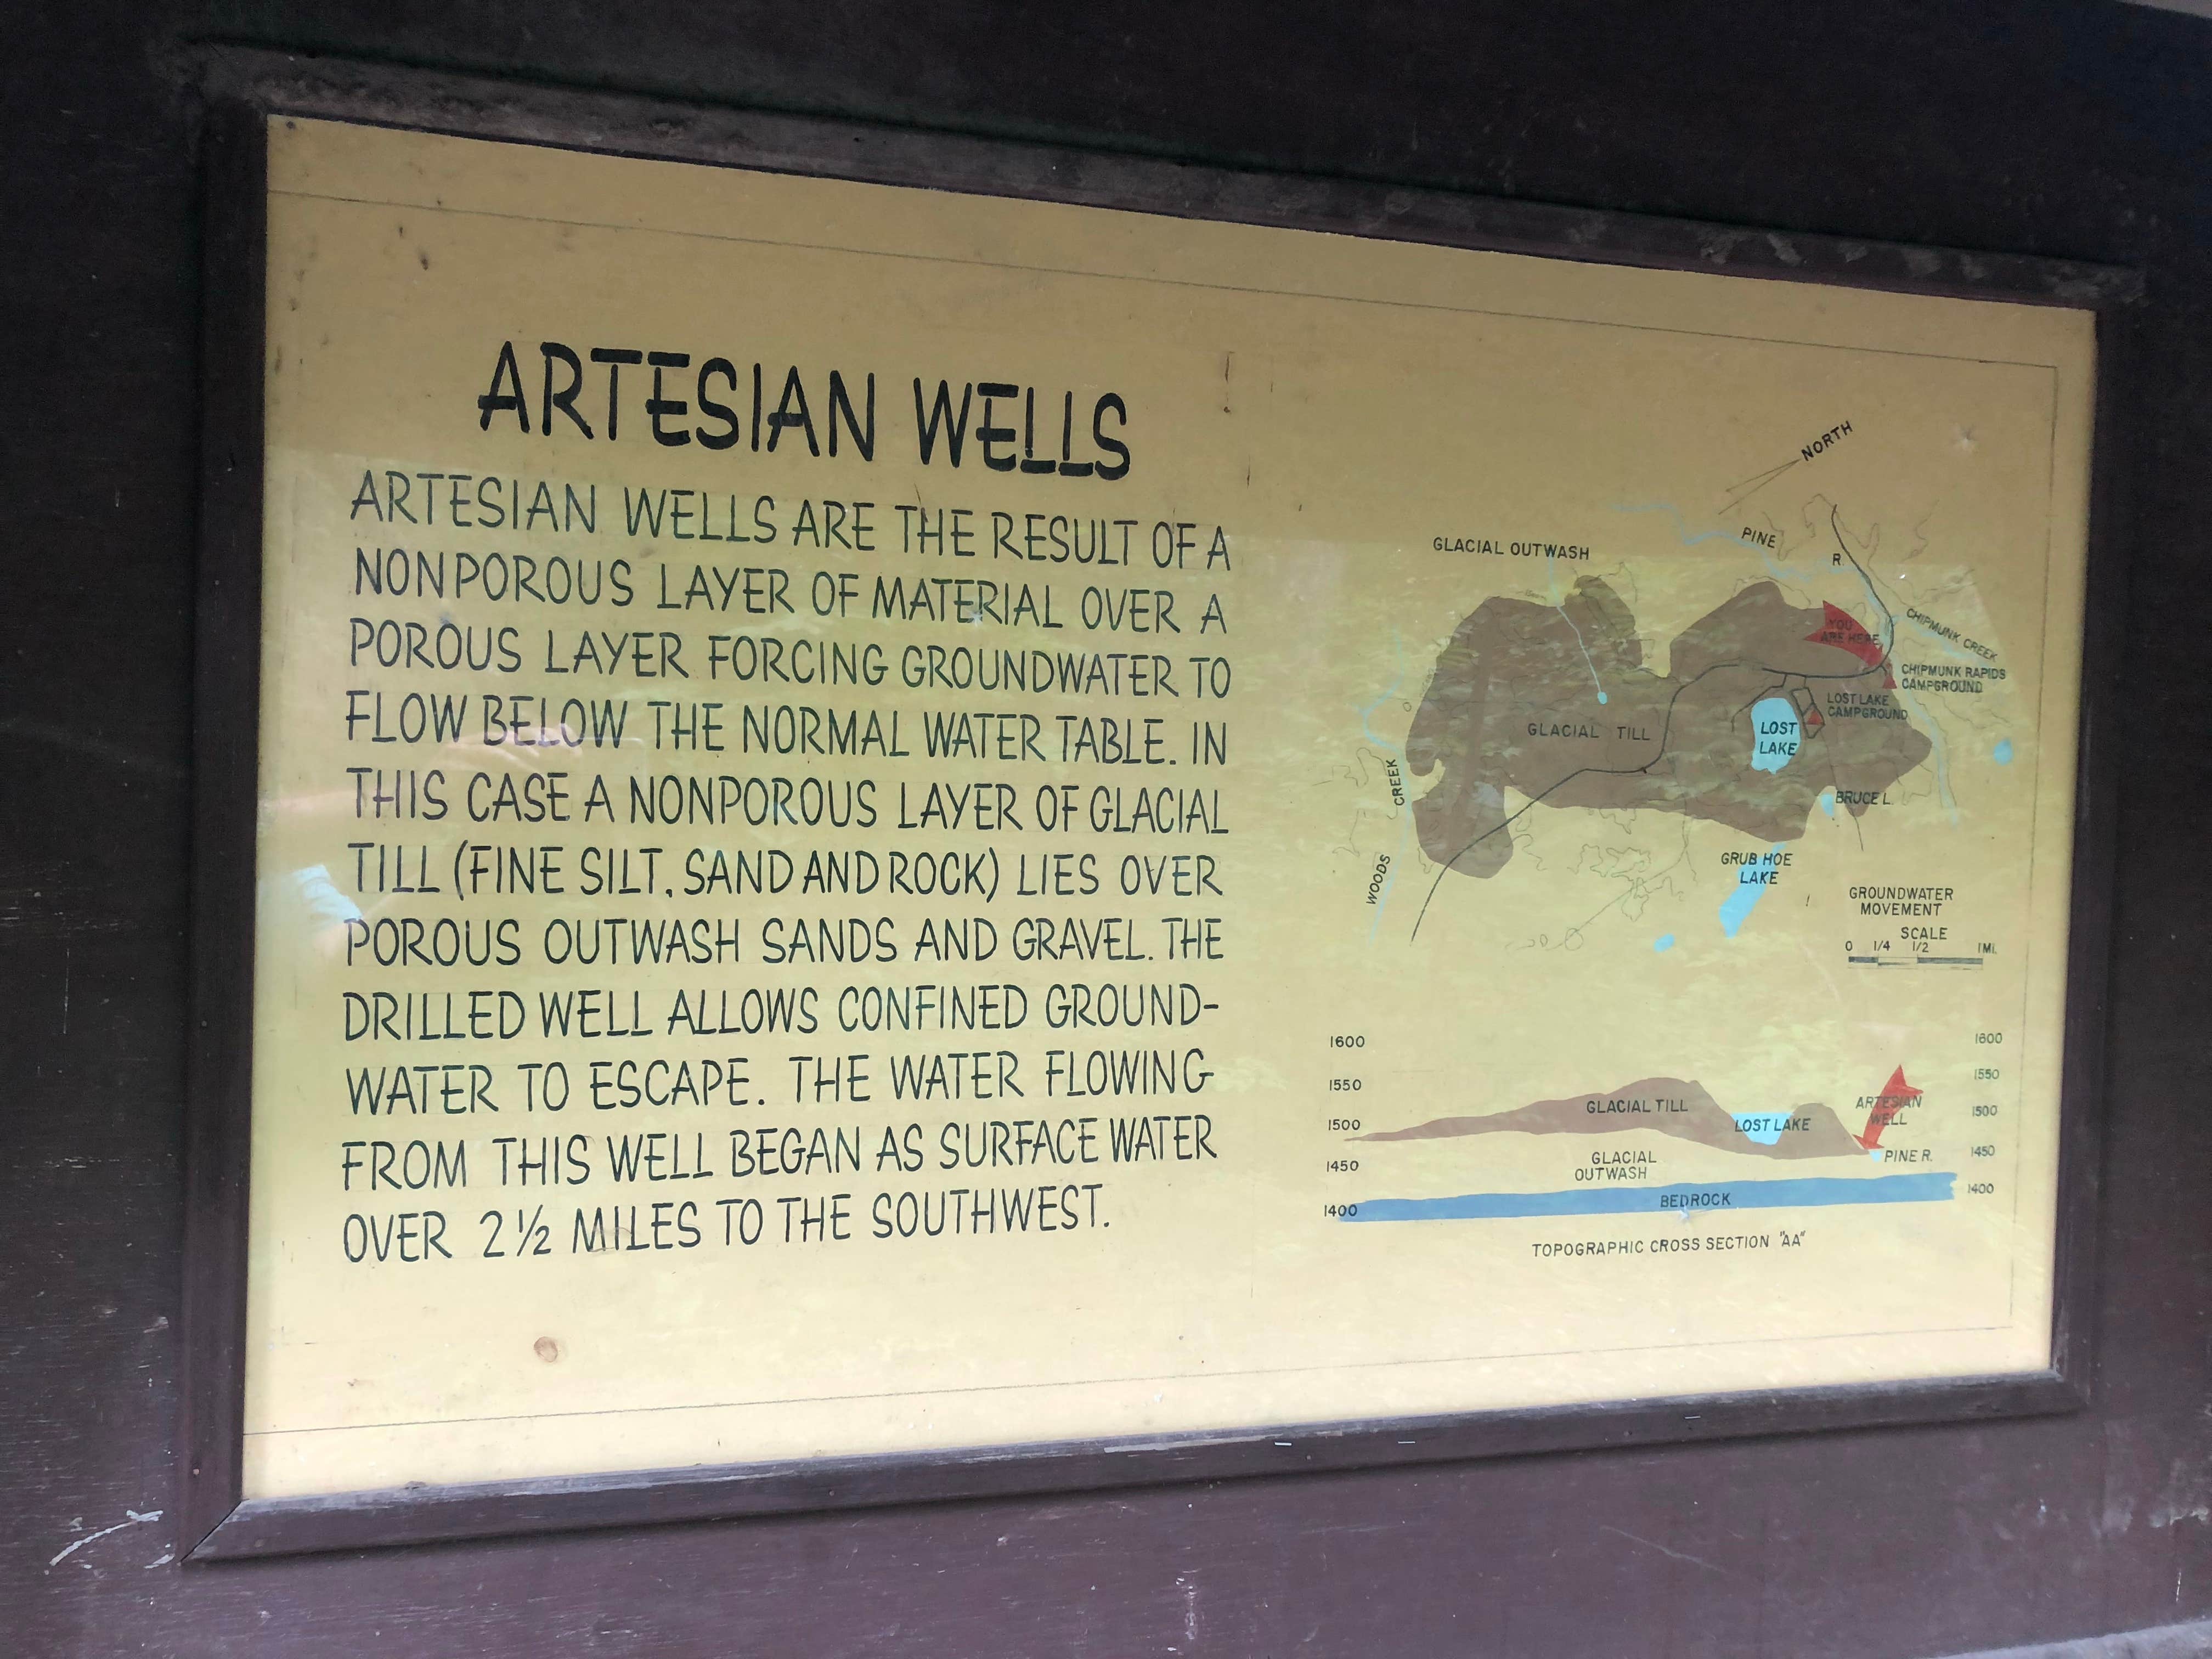 ARTESIAN WELLS
ARTESIAN WELLS ARE THE RESULT OF A
NONPOROUS LAYER OF MATERIAL OVER A
POROUS LAYER FORCING GROUNDWATER TO
FLOW BELOW THE NORMAL WATER TABLE. IN
THIS CASE A NONPOROUS LAYER OF GLACIAL
TILL (FINE SILT, SAND AND ROCK) LIES OVER
POROUS OUTWASH SANDS AND GRAVEL. THE
DRILLED WELL ALLOWS CONFINED GROUND-
WATER TO ESCAPE. THE WATER FLOWING
FROM THIS WELL BEGAN AS SURFACE WATER
OVER 2 ½ MILES TO THE SOUTHWEST.
NORTH
GLACIAL OUTWASH
PINE R.
YOU
ARE HERE
CHIPMUNK CREEK
CHIPMUNK RAPIDS
CAMPGROUND
LOST LAKE
CAMPGROUND
GLACIAL TILL
LOST
LAKE
WOODS CREEK
BRUCE L.
GRUB HOE
LAKE
GROUNDWATER
MOVEMENT
SCALE
0 1/4 1/2 1 MI.
1600
1550
1500
1450
1400
GLACIAL TILL
LOST LAKE
ARTESIAN
WELL
PINE R.
GLACIAL
OUTWASH
BEDROCK
1600
1550
1500
1450
1400
TOPOGRAPHIC CROSS SECTION "AA"